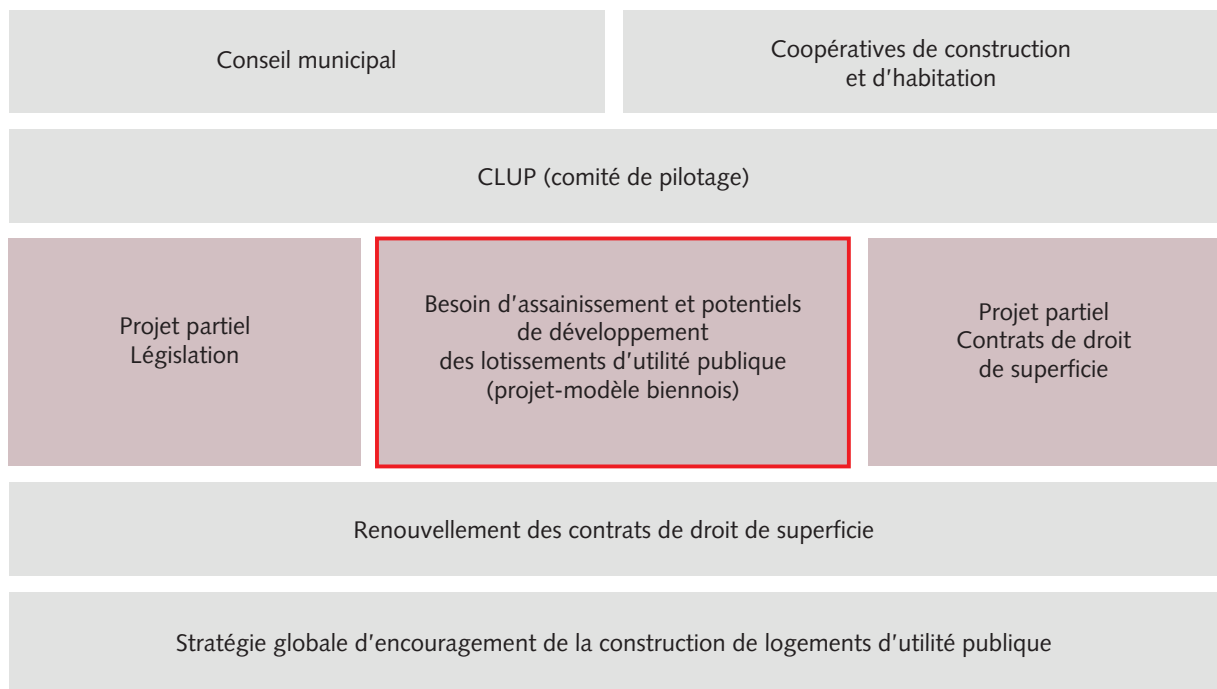 Conseil municipal
Coopératives de construction
et d'habitation
CLUP (comité de pilotage)
Projet partiel
Législation
Besoin d'assainissement et potentiels
de développement
des lotissements d'utilité publique
(projet-modèle biennois)
Projet partiel
Contrats de droit
de superficie
Renouvellement des contrats de droit de superficie
Stratégie globale d'encouragement de la construction de logements d'utilité publique